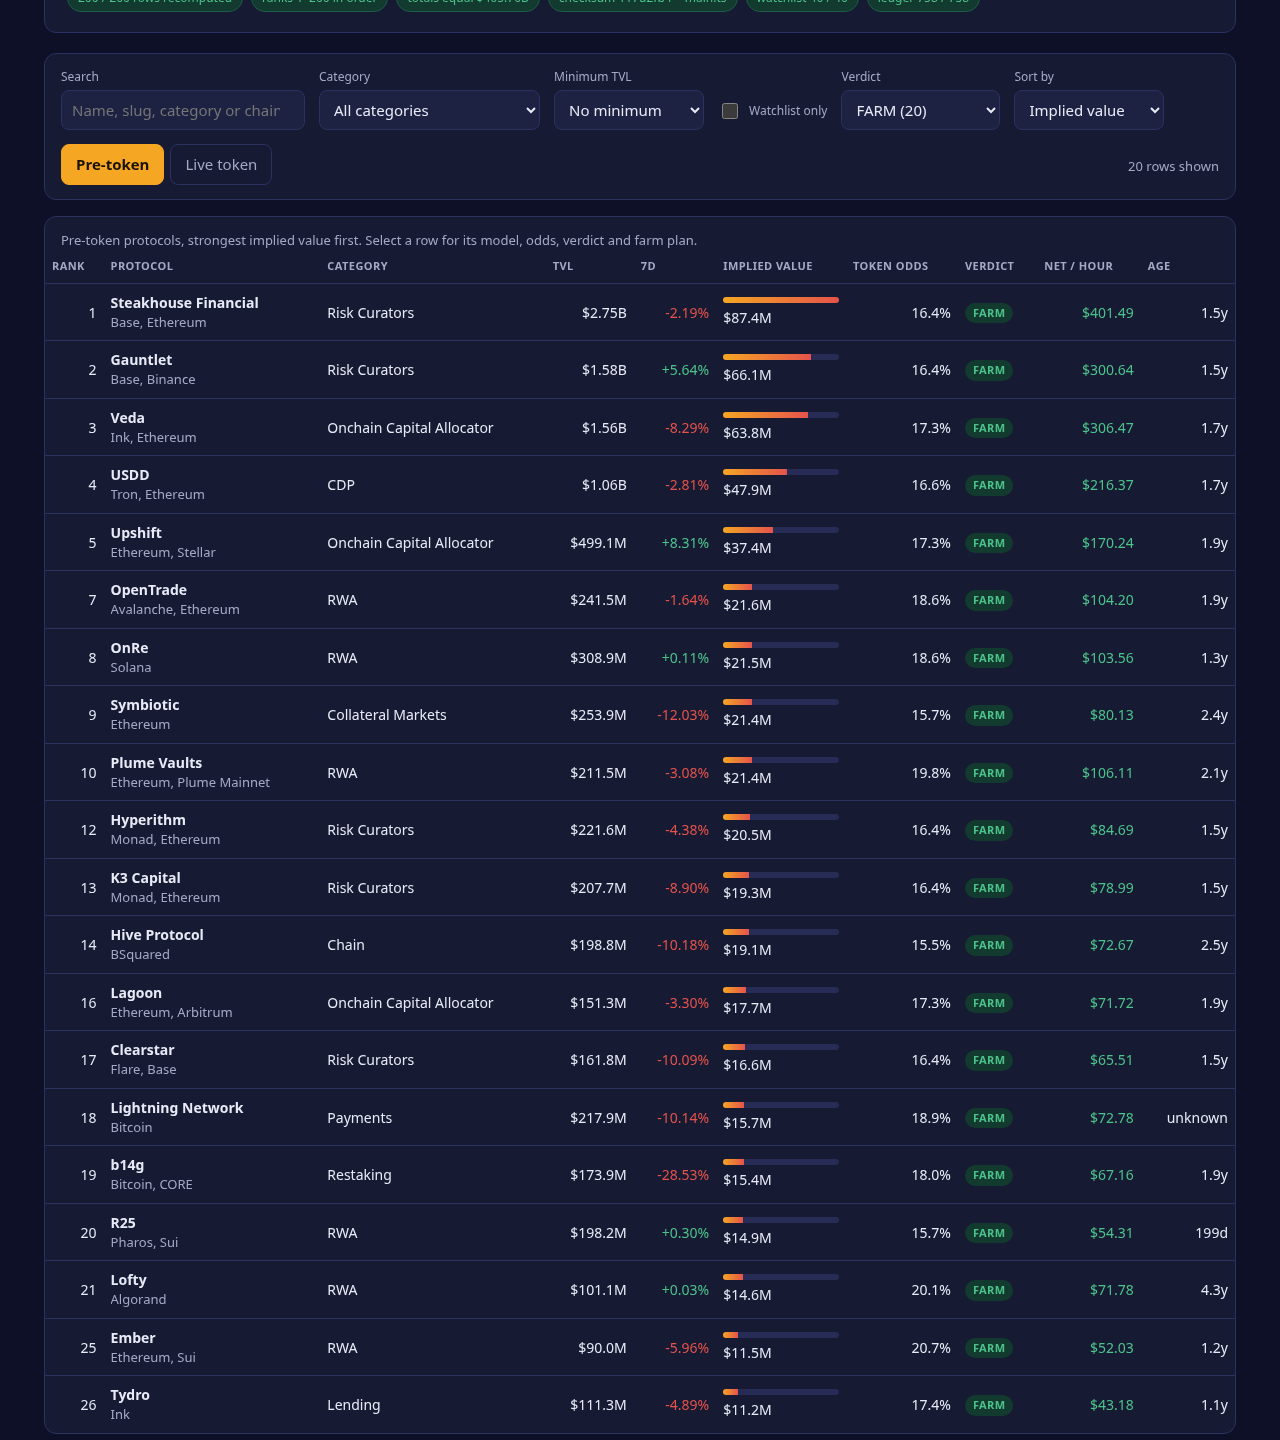 Search
Category
Minimum TVL
Verdict
Sort by
Name, slug, category or chain
All categories
No minimum
Watchlist only
FARM (20)
Implied value
Pre-token
Live token
20 rows shown
Pre-token protocols, strongest implied value first. Select a row for its model, odds, verdict and farm plan.
RANK PROTOCOL CATEGORY TVL 7D IMPLIED VALUE TOKEN ODDS VERDICT NET / HOUR AGE
1 Steakhouse Financial Risk Curators $2.75B -2.19% $87.4M 16.4% FARM $401.49 1.5y
Base, Ethereum
2 Gauntlet Risk Curators $1.58B +5.64% $66.1M 16.4% FARM $300.64 1.5y
Base, Binance
3 Veda Onchain Capital Allocator $1.56B -8.29% $63.8M 17.3% FARM $306.47 1.7y
Ink, Ethereum
4 USDD CDP $1.06B -2.81% $47.9M 16.6% FARM $216.37 1.7y
Tron, Ethereum
5 Upshift Onchain Capital Allocator $499.1M +8.31% $37.4M 17.3% FARM $170.24 1.9y
Ethereum, Stellar
7 OpenTrade RWA $241.5M -1.64% $21.6M 18.6% FARM $104.20 1.9y
Avalanche, Ethereum
8 OnRe RWA $308.9M +0.11% $21.5M 18.6% FARM $103.56 1.3y
Solana
9 Symbiotic Collateral Markets $253.9M -12.03% $21.4M 15.7% FARM $80.13 2.4y
Ethereum
10 Plume Vaults RWA $211.5M -3.08% $21.4M 19.8% FARM $106.11 2.1y
Ethereum, Plume Mainnet
12 Hyperithm Risk Curators $221.6M -4.38% $20.5M 16.4% FARM $84.69 1.5y
Monad, Ethereum
13 K3 Capital Risk Curators $207.7M -8.90% $19.3M 16.4% FARM $78.99 1.5y
Monad, Ethereum
14 Hive Protocol Chain $198.8M -10.18% $19.1M 15.5% FARM $72.67 2.5y
BSquared
16 Lagoon Onchain Capital Allocator $151.3M -3.30% $17.7M 17.3% FARM $71.72 1.9y
Ethereum, Arbitrum
17 Clearstar Risk Curators $161.8M -10.09% $16.6M 16.4% FARM $65.51 1.5y
Flare, Base
18 Lightning Network Payments $217.9M -10.14% $15.7M 18.9% FARM $72.78 unknown
Bitcoin
19 b14g Restaking $173.9M -28.53% $15.4M 18.0% FARM $67.16 1.9y
Bitcoin, CORE
20 R25 RWA $198.2M +0.30% $14.9M 15.7% FARM $54.31 199d
Pharos, Sui
21 Lofty RWA $101.1M +0.03% $14.6M 20.1% FARM $71.78 4.3y
Algorand
25 Ember RWA $90.0M -5.96% $11.5M 20.7% FARM $52.03 1.2y
Ethereum, Sui
26 Tydro Lending $111.3M -4.89% $11.2M 17.4% FARM $43.18 1.1y
Ink